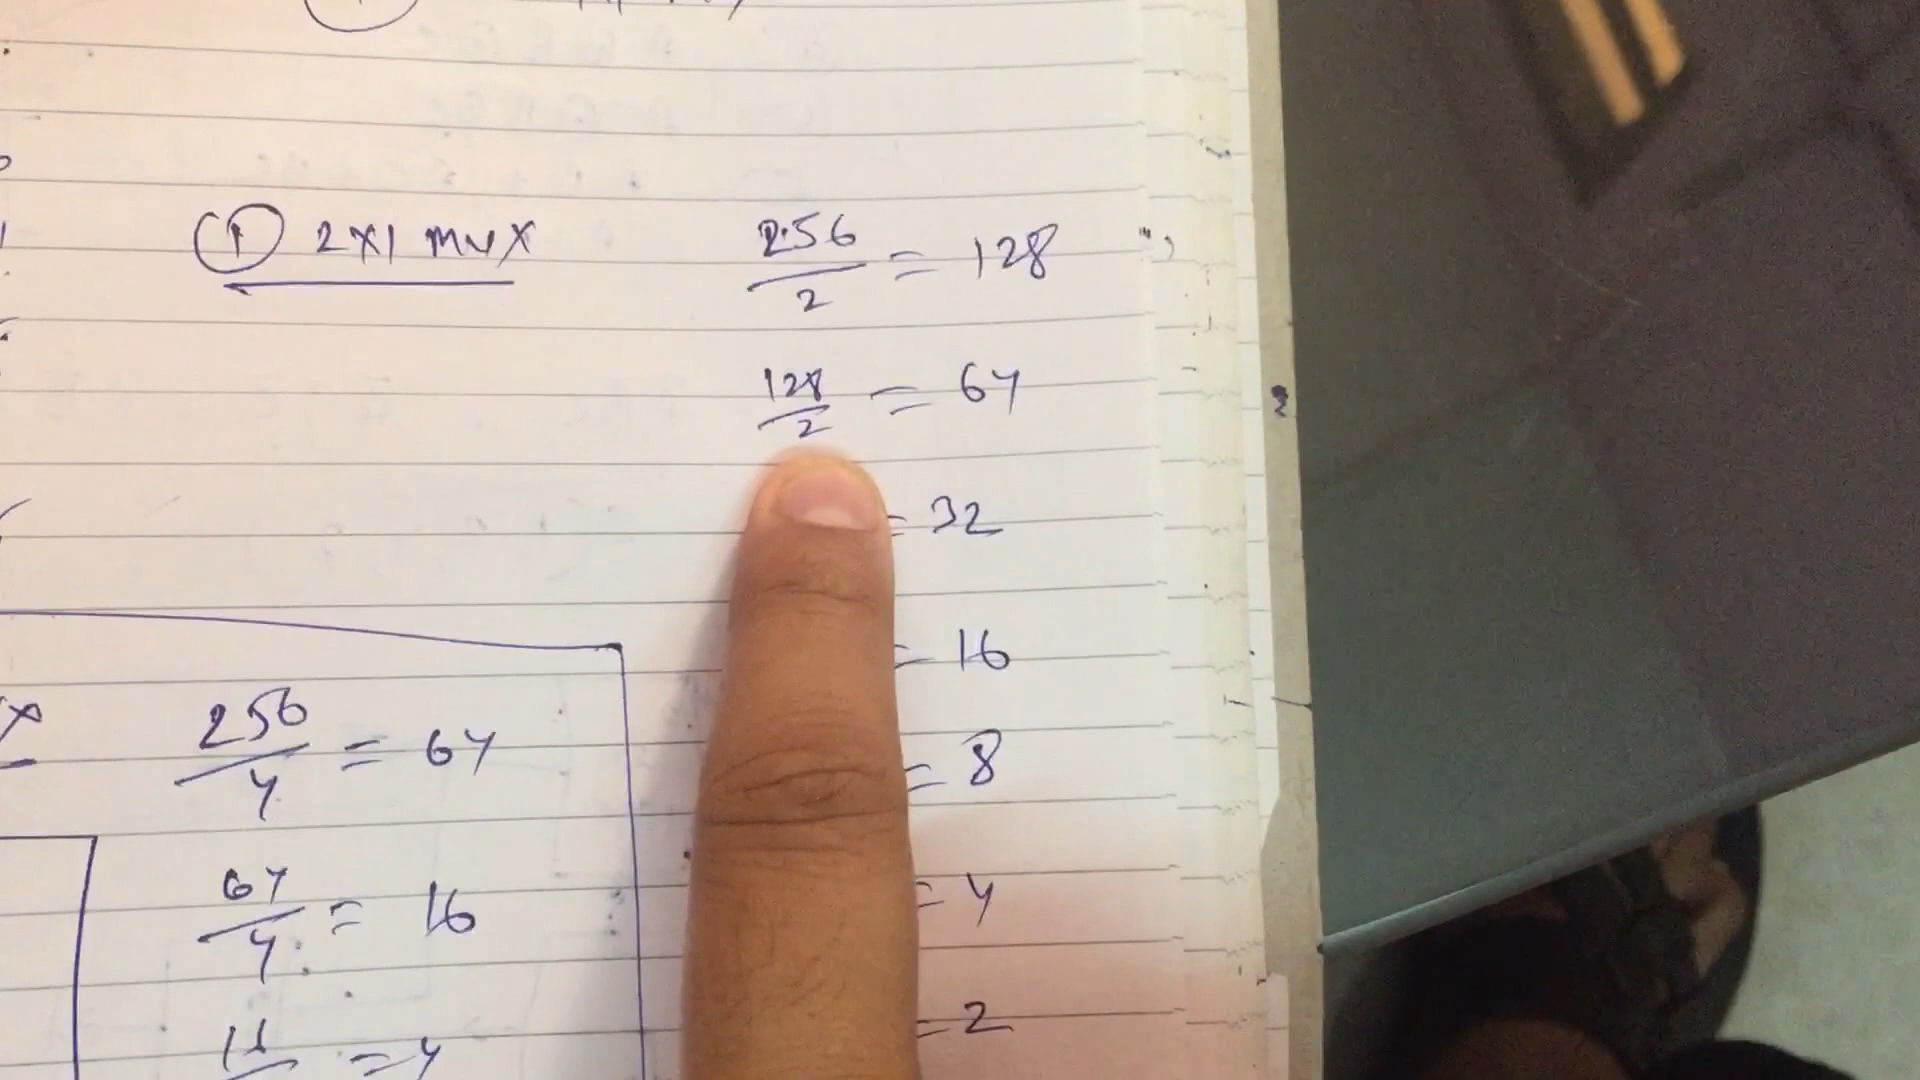 ① 2x1 MUX
256/2 = 128
128/2 = 64
= 32
= 16
= 8
= 4
= 2
256/4 = 64
64/4 = 16
16
= 4